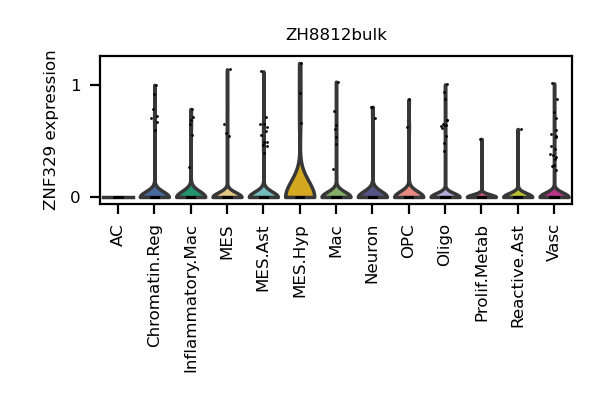 ZH8812bulk
ZNF329 expression
1
0
AC
Chromatin.Reg
Inflammatory.Mac
MES
MES.Ast
MES.Hyp
Mac
Neuron
OPC
Oligo
Prolif.Metab
Reactive.Ast
Vasc